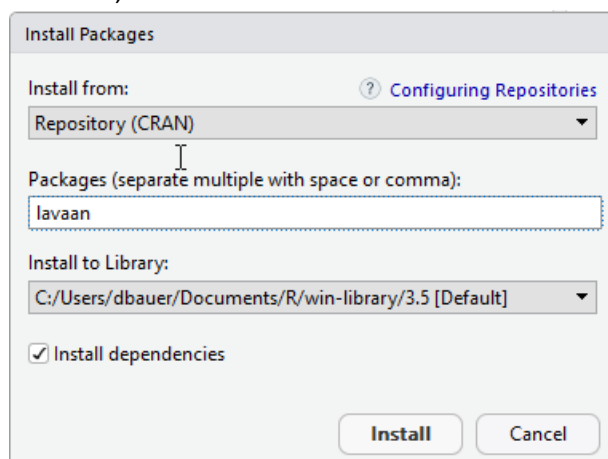 Install Packages
Install from:
? Configuring Repositories
Repository (CRAN)
Packages (separate multiple with space or comma):
lavaan
Install to Library:
C:/Users/dbauer/Documents/R/win-library/3.5 [Default]
Install dependencies
Install
Cancel